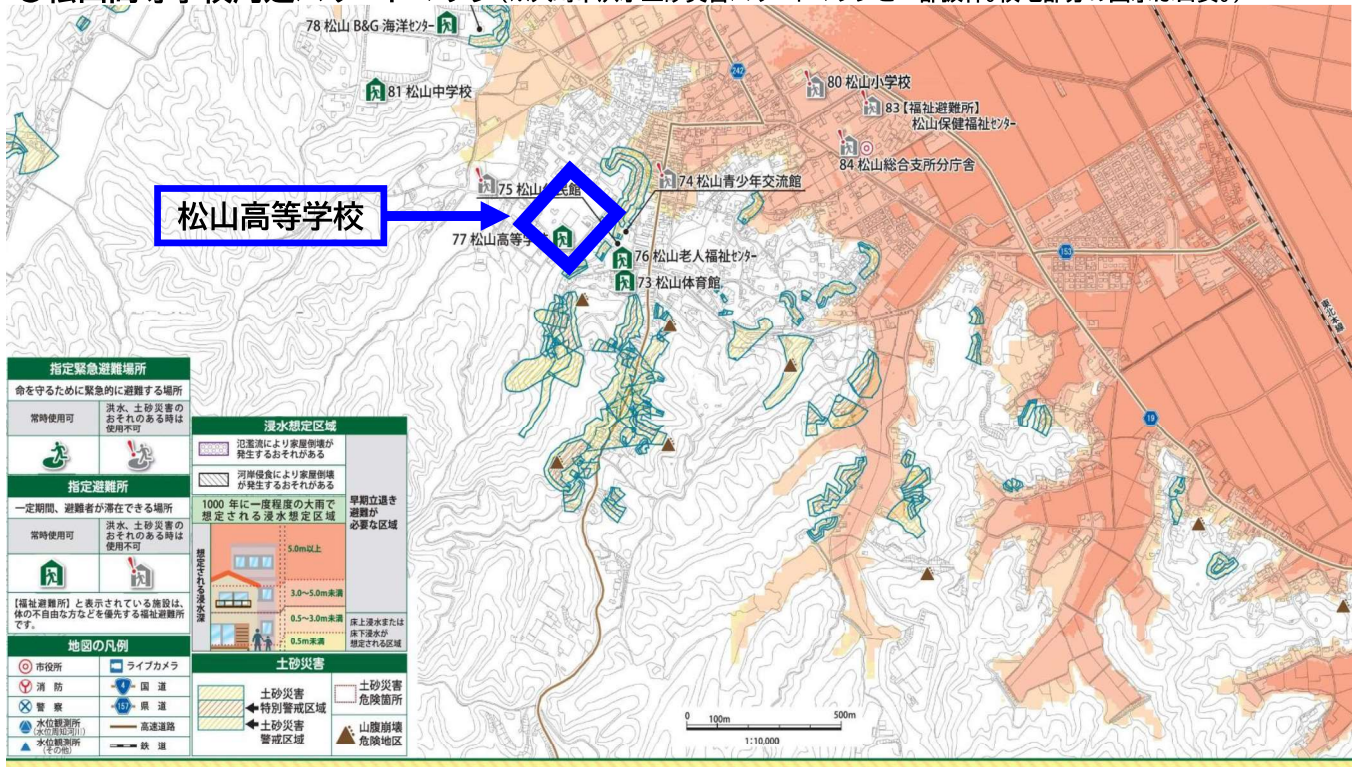 78 松山 B&G 海洋センター
81 松山中学校
242
80 松山小学校
83【福祉避難所】
松山保健福祉センター
84 松山総合支所分庁舎
74 松山青少年交流館
75 松山
民館
松山高等学校
77 松山高等学
76 松山老人福祉センター
73 松山体育館
153
東北本線
19
指定緊急避難場所
命を守るために緊急的に避難する場所
常時使用可
洪水、土砂災害の
おそれのある時は
使用不可
指定避難所
一定期間、避難者が滞在できる場所
常時使用可
洪水、土砂災害の
おそれのある時は
使用不可
【福祉避難所】と表示されている施設は、
体の不自由な方などを優先する福祉避難所
です。
地図の凡例
市役所
ライブカメラ
消 防
4
国 道
警 察
157
県 道
水位観測所
(水位周知河川)
高速道路
水位観測所
(その他)
鉄 道
浸水想定区域
氾濫流により家屋倒壊が
発生するおそれがある
河岸侵食により家屋倒壊
が発生するおそれがある
早期立退き
避難が
必要な区域
1000 年に一度程度の大雨で
想定される浸水想定区域
想定される浸水深
5.0m以上
3.0〜5.0m未満
0.5〜3.0m未満
0.5m未満
床上浸水または
床下浸水が
想定される区域
土砂災害
土砂災害
特別警戒区域
土砂災害
警戒区域
土砂災害
危険箇所
山腹崩壊
危険地区
0
100m
500m
1:10,000